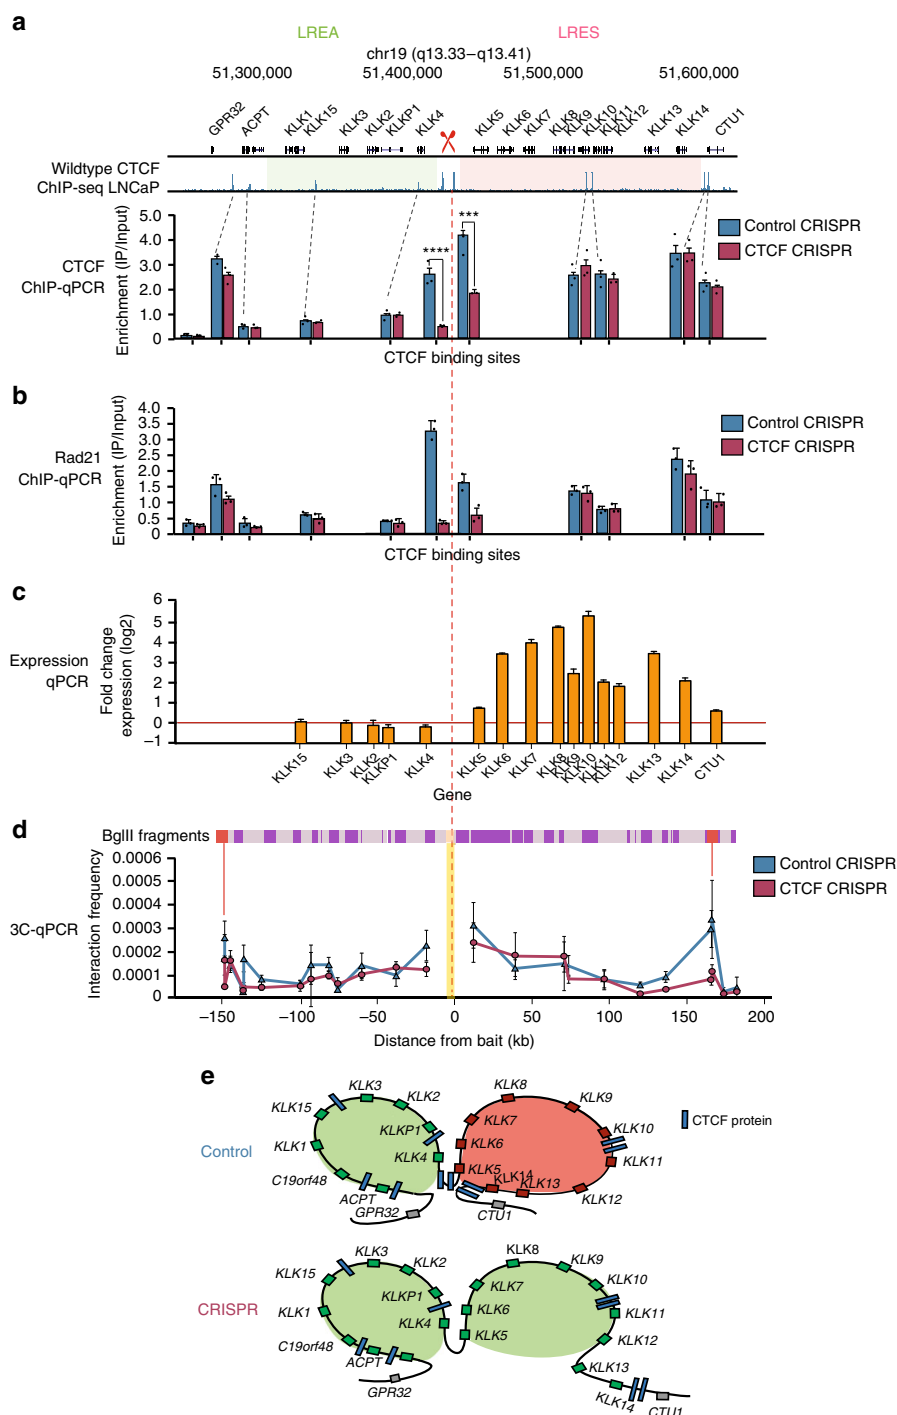 a
LREA LRES
chr19 (q13.33–q13.41)
51,300,000 51,400,000 51,500,000 51,600,000
GPR32 ACPT KLK1 KLK15 KLK3 KLK2 KLKP1 KLK4 KLK5 KLK6 KLK7 KLK8 KLK9 KLK10 KLK11 KLK12 KLK13 KLK14 CTU1
Wildtype CTCF
ChIP-seq LNCaP
CTCF
ChIP-qPCR
Enrichment (IP/Input)
5.0
4.0
3.0
2.0
1.0
0
**** ***
Control CRISPR
CTCF CRISPR
CTCF binding sites
b
Rad21
ChIP-qPCR
Enrichment (IP/Input)
4.0
3.5
3.0
2.5
2.0
1.5
1.0
0.5
0
Control CRISPR
CTCF CRISPR
CTCF binding sites
c
Expression
qPCR
Fold change
expression (log2)
6
5
4
3
2
1
0
−1
KLK15 KLK3 KLK2 KLKP1 KLK4 KLK5 KLK6 KLK7 KLK8 KLK9 KLK10 KLK11 KLK12 KLK13 KLK14 CTU1
Gene
d
BglII fragments
3C-qPCR
Interaction frequency
0.0006
0.0005
0.0004
0.0003
0.0002
0.0001
0
Control CRISPR
CTCF CRISPR
−150 −100 −50 0 50 100 150 200
Distance from bait (kb)
e
Control
KLK3
KLK2
KLK15
KLKP1
KLK1
KLK4
C19orf48
ACPT
GPR32
KLK8
KLK9
KLK7
KLK10
KLK6
KLK11
KLK5
KLK14
KLK13
KLK12
CTU1
CTCF protein
CRISPR
KLK3
KLK2
KLK15
KLKP1
KLK1
KLK4
C19orf48
ACPT
GPR32
KLK8
KLK9
KLK7
KLK10
KLK6
KLK11
KLK5
KLK12
KLK13
KLK14
CTU1